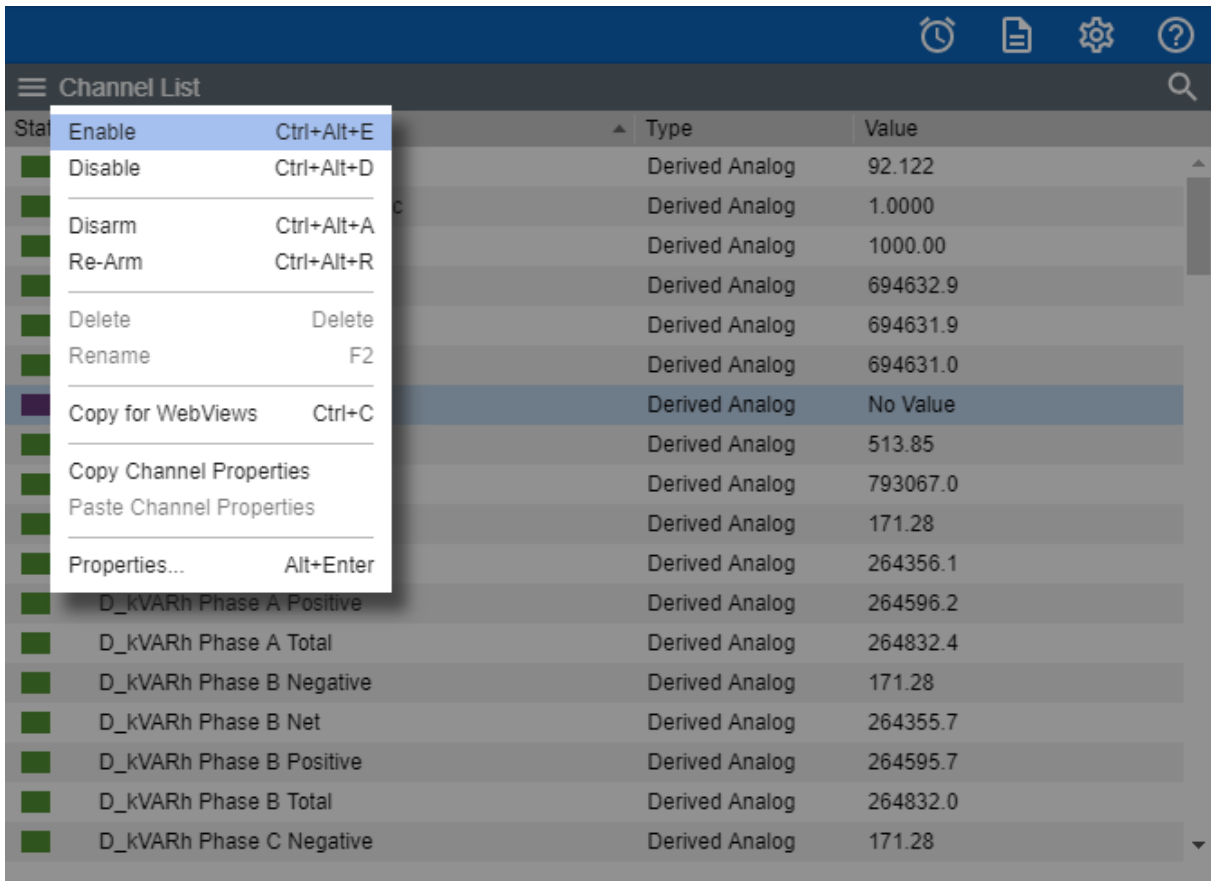 Channel List
Stat Type Value
Enable Ctrl+Alt+E
Disable Ctrl+Alt+D
Disarm Ctrl+Alt+A
Re-Arm Ctrl+Alt+R
Delete Delete
Rename F2
Copy for WebViews Ctrl+C
Copy Channel Properties
Paste Channel Properties
Properties... Alt+Enter
Derived Analog 92.122
c Derived Analog 1.0000
Derived Analog 1000.00
Derived Analog 694632.9
Derived Analog 694631.9
Derived Analog 694631.0
Derived Analog No Value
Derived Analog 513.85
Derived Analog 793067.0
Derived Analog 171.28
Derived Analog 264356.1
D_kVARh Phase A Positive Derived Analog 264596.2
D_kVARh Phase A Total Derived Analog 264832.4
D_kVARh Phase B Negative Derived Analog 171.28
D_kVARh Phase B Net Derived Analog 264355.7
D_kVARh Phase B Positive Derived Analog 264595.7
D_kVARh Phase B Total Derived Analog 264832.0
D_kVARh Phase C Negative Derived Analog 171.28